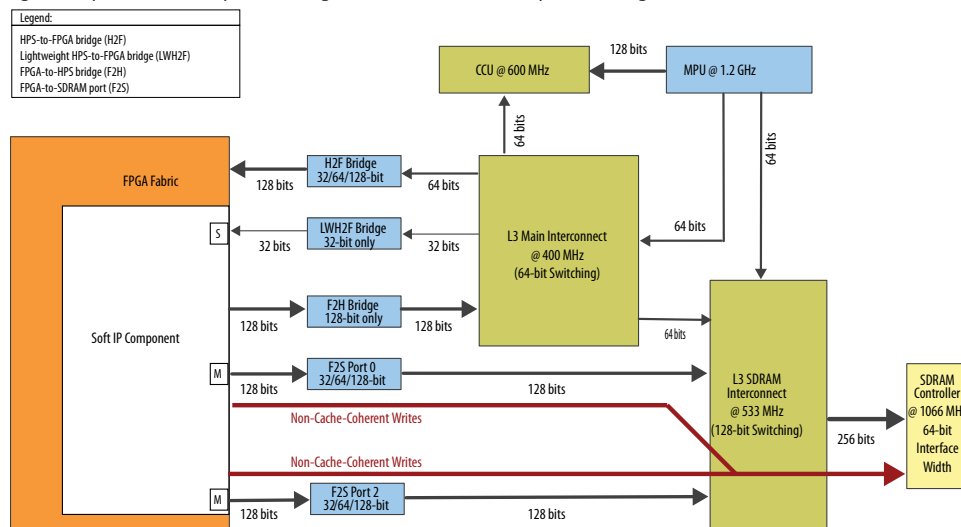 Legend:
HPS-to-FPGA bridge (H2F)
Lightweight HPS-to-FPGA bridge (LWH2F)
FPGA-to-HPS bridge (F2H)
FPGA-to-SDRAM port (F2S)
CCU @ 600 MHz
128 bits
MPU @ 1.2 GHz
64 bits
64 bits
FPGA Fabric
128 bits
H2F Bridge
32/64/128-bit
64 bits
S
32 bits
LWH2F Bridge
32-bit only
32 bits
L3 Main Interconnect
@ 400 MHz
(64-bit Switching)
64 bits
Soft IP Component
128 bits
F2H Bridge
128-bit only
128 bits
64 bits
M
128 bits
F2S Port 0
32/64/128-bit
128 bits
L3 SDRAM
Interconnect
@ 533 MHz
(128-bit Switching)
256 bits
SDRAM
Controller
@ 1066 MH
64-bit
Interface
Width
Non-Cache-Coherent Writes
Non-Cache-Coherent Writes
M
128 bits
F2S Port 2
32/64/128-bit
128 bits